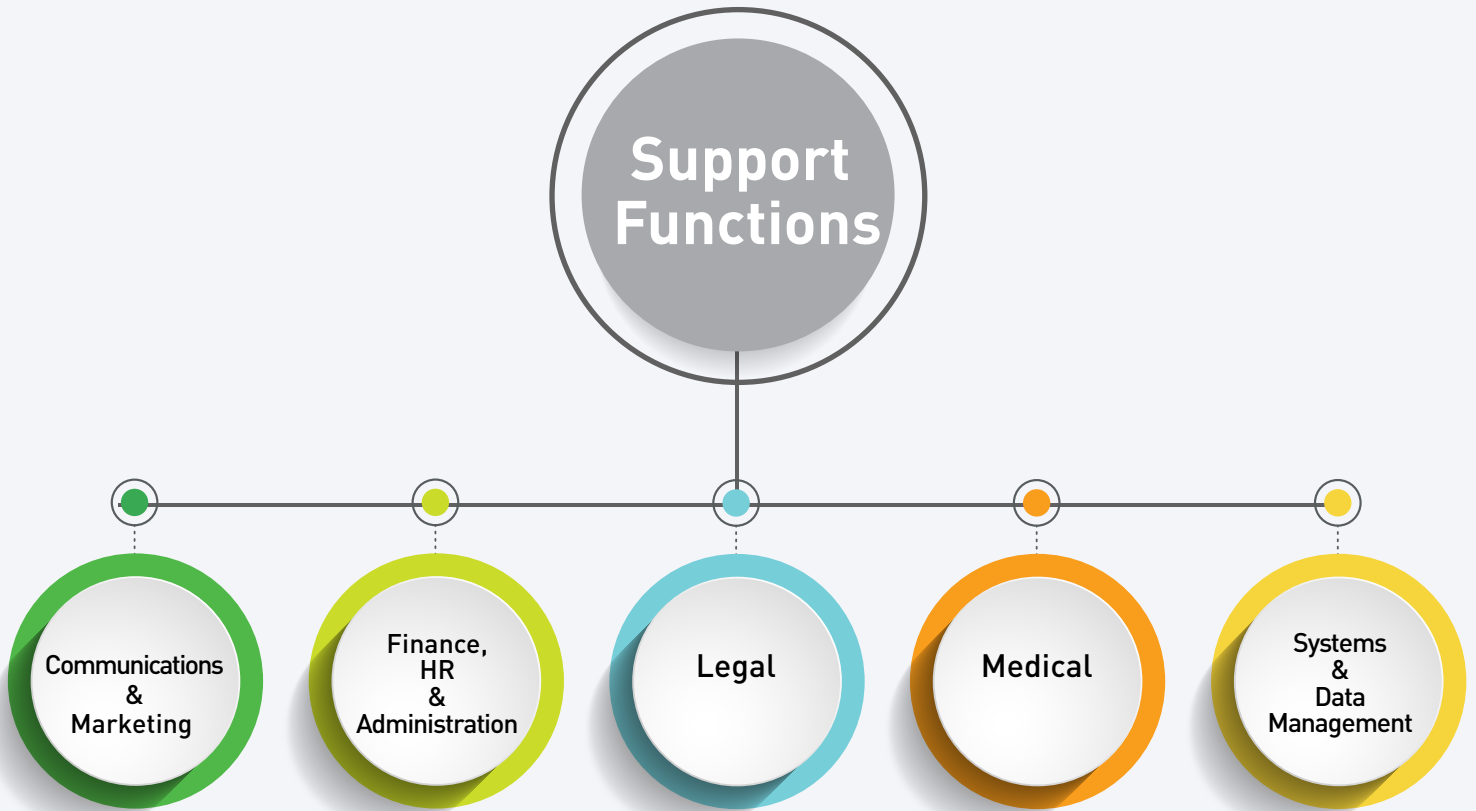 Support
Functions
Communications
&
Marketing
Finance,
HR
&
Administration
Legal
Medical
Systems
&
Data
Management